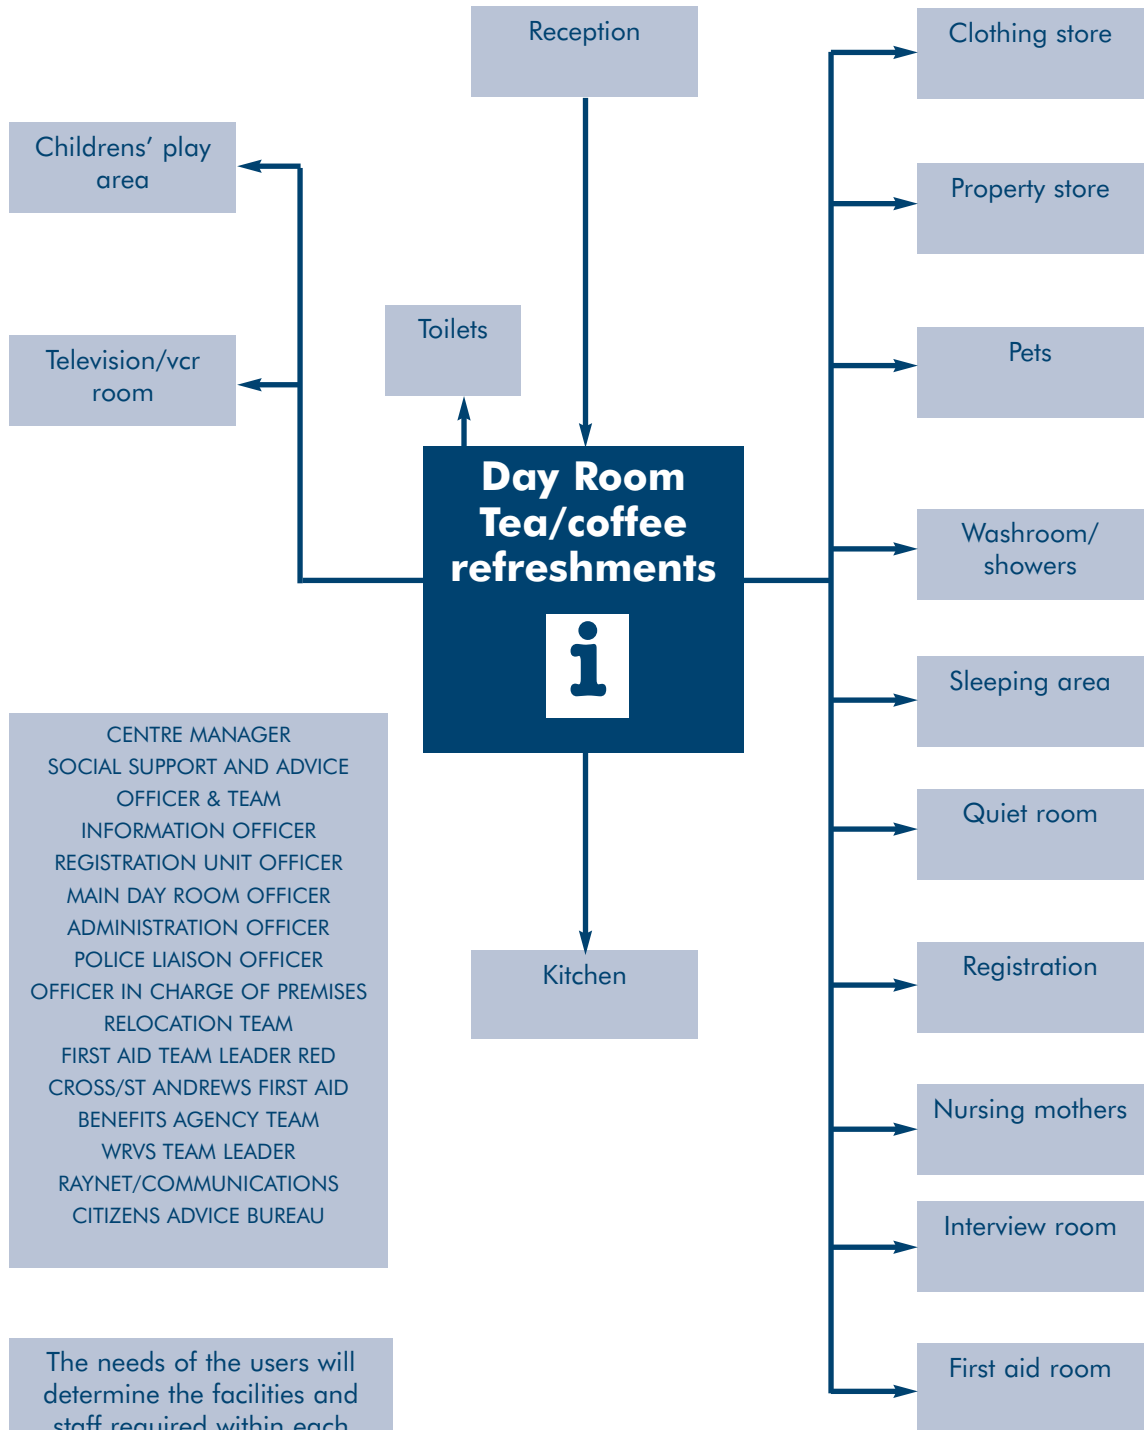 Reception
Clothing store
Childrens' play
area
Property store
Toilets
Television/vcr
room
Pets
Day Room
Tea/coffee
refreshments
i
Washroom/
showers
Sleeping area
Quiet room
Registration
Nursing mothers
Interview room
First aid room
Kitchen
CENTRE MANAGER
SOCIAL SUPPORT AND ADVICE
OFFICER & TEAM
INFORMATION OFFICER
REGISTRATION UNIT OFFICER
MAIN DAY ROOM OFFICER
ADMINISTRATION OFFICER
POLICE LIAISON OFFICER
OFFICER IN CHARGE OF PREMISES
RELOCATION TEAM
FIRST AID TEAM LEADER RED
CROSS/ST ANDREWS FIRST AID
BENEFITS AGENCY TEAM
WRVS TEAM LEADER
RAYNET/COMMUNICATIONS
CITIZENS ADVICE BUREAU
The needs of the users will
determine the facilities and
staff required within each